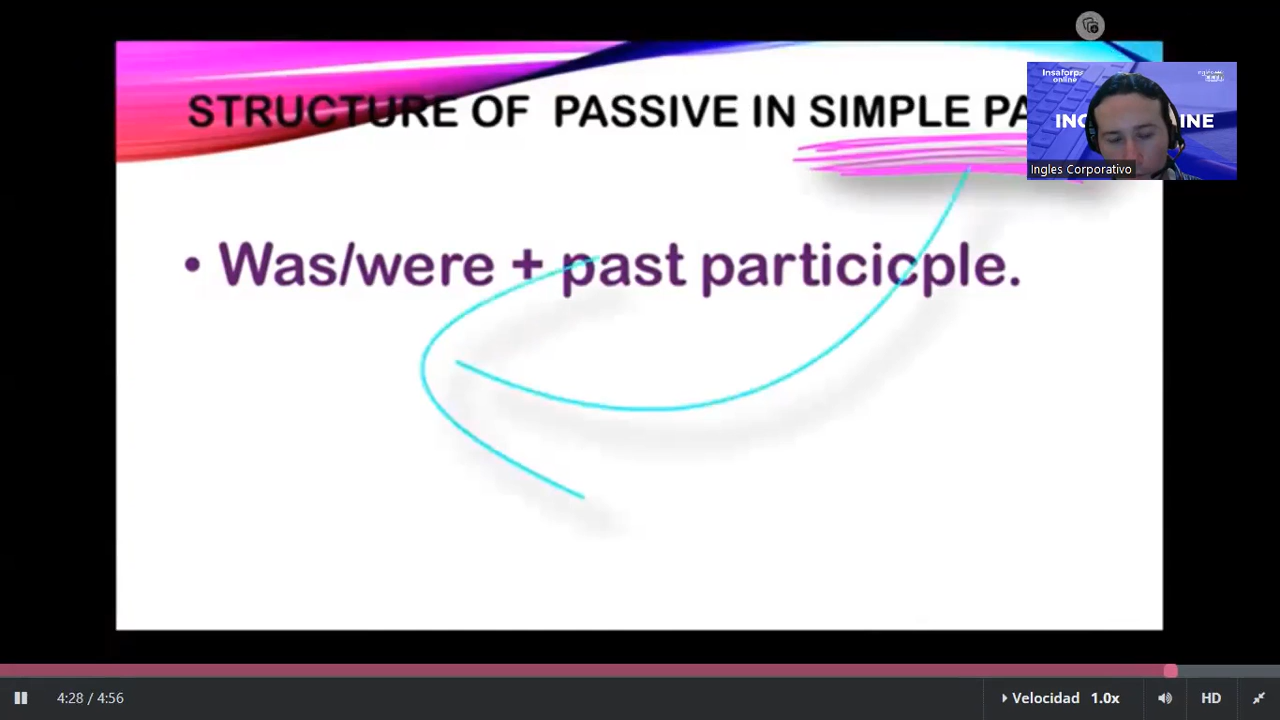 STRUCTURE OF PASSIVE IN SIMPLE PA
Insaforp
online
INC INE
Ingles Corporativo
• Was/were + past particicple.
4:28 / 4:56
Velocidad 1.0x
HD